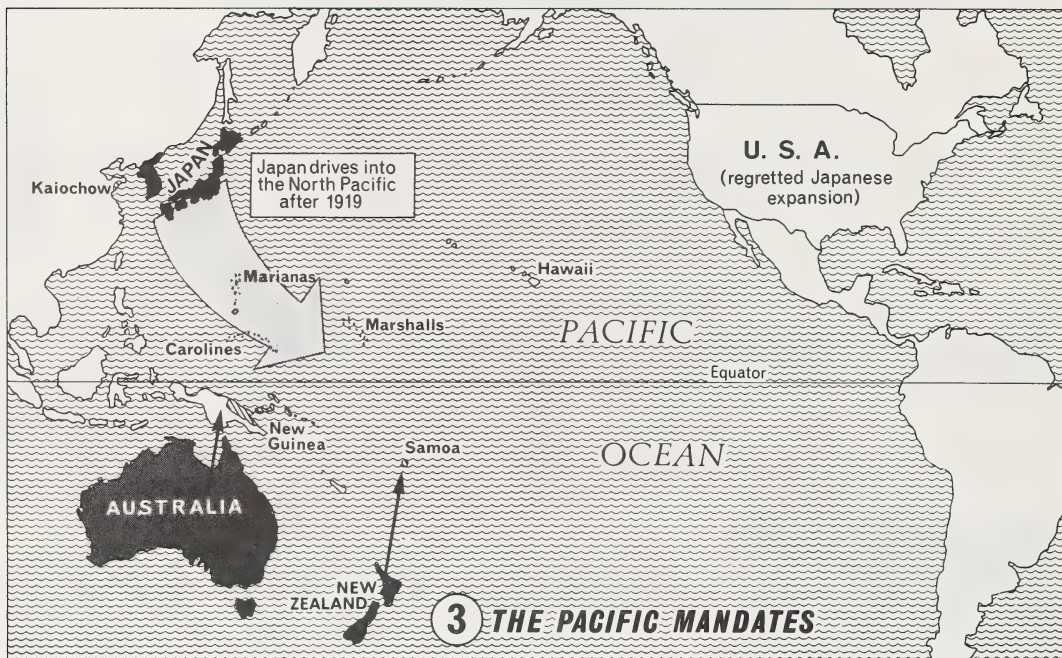 Kaiochow
JAPAN
Japan drives into
the North Pacific
after 1919
U. S. A.
(regretted Japanese
expansion)
Marianas
Hawaii
Marshalls
Carolines
PACIFIC
Equator
New
Guinea
Samoa
OCEAN
AUSTRALIA
NEW
ZEALAND
3 THE PACIFIC MANDATES